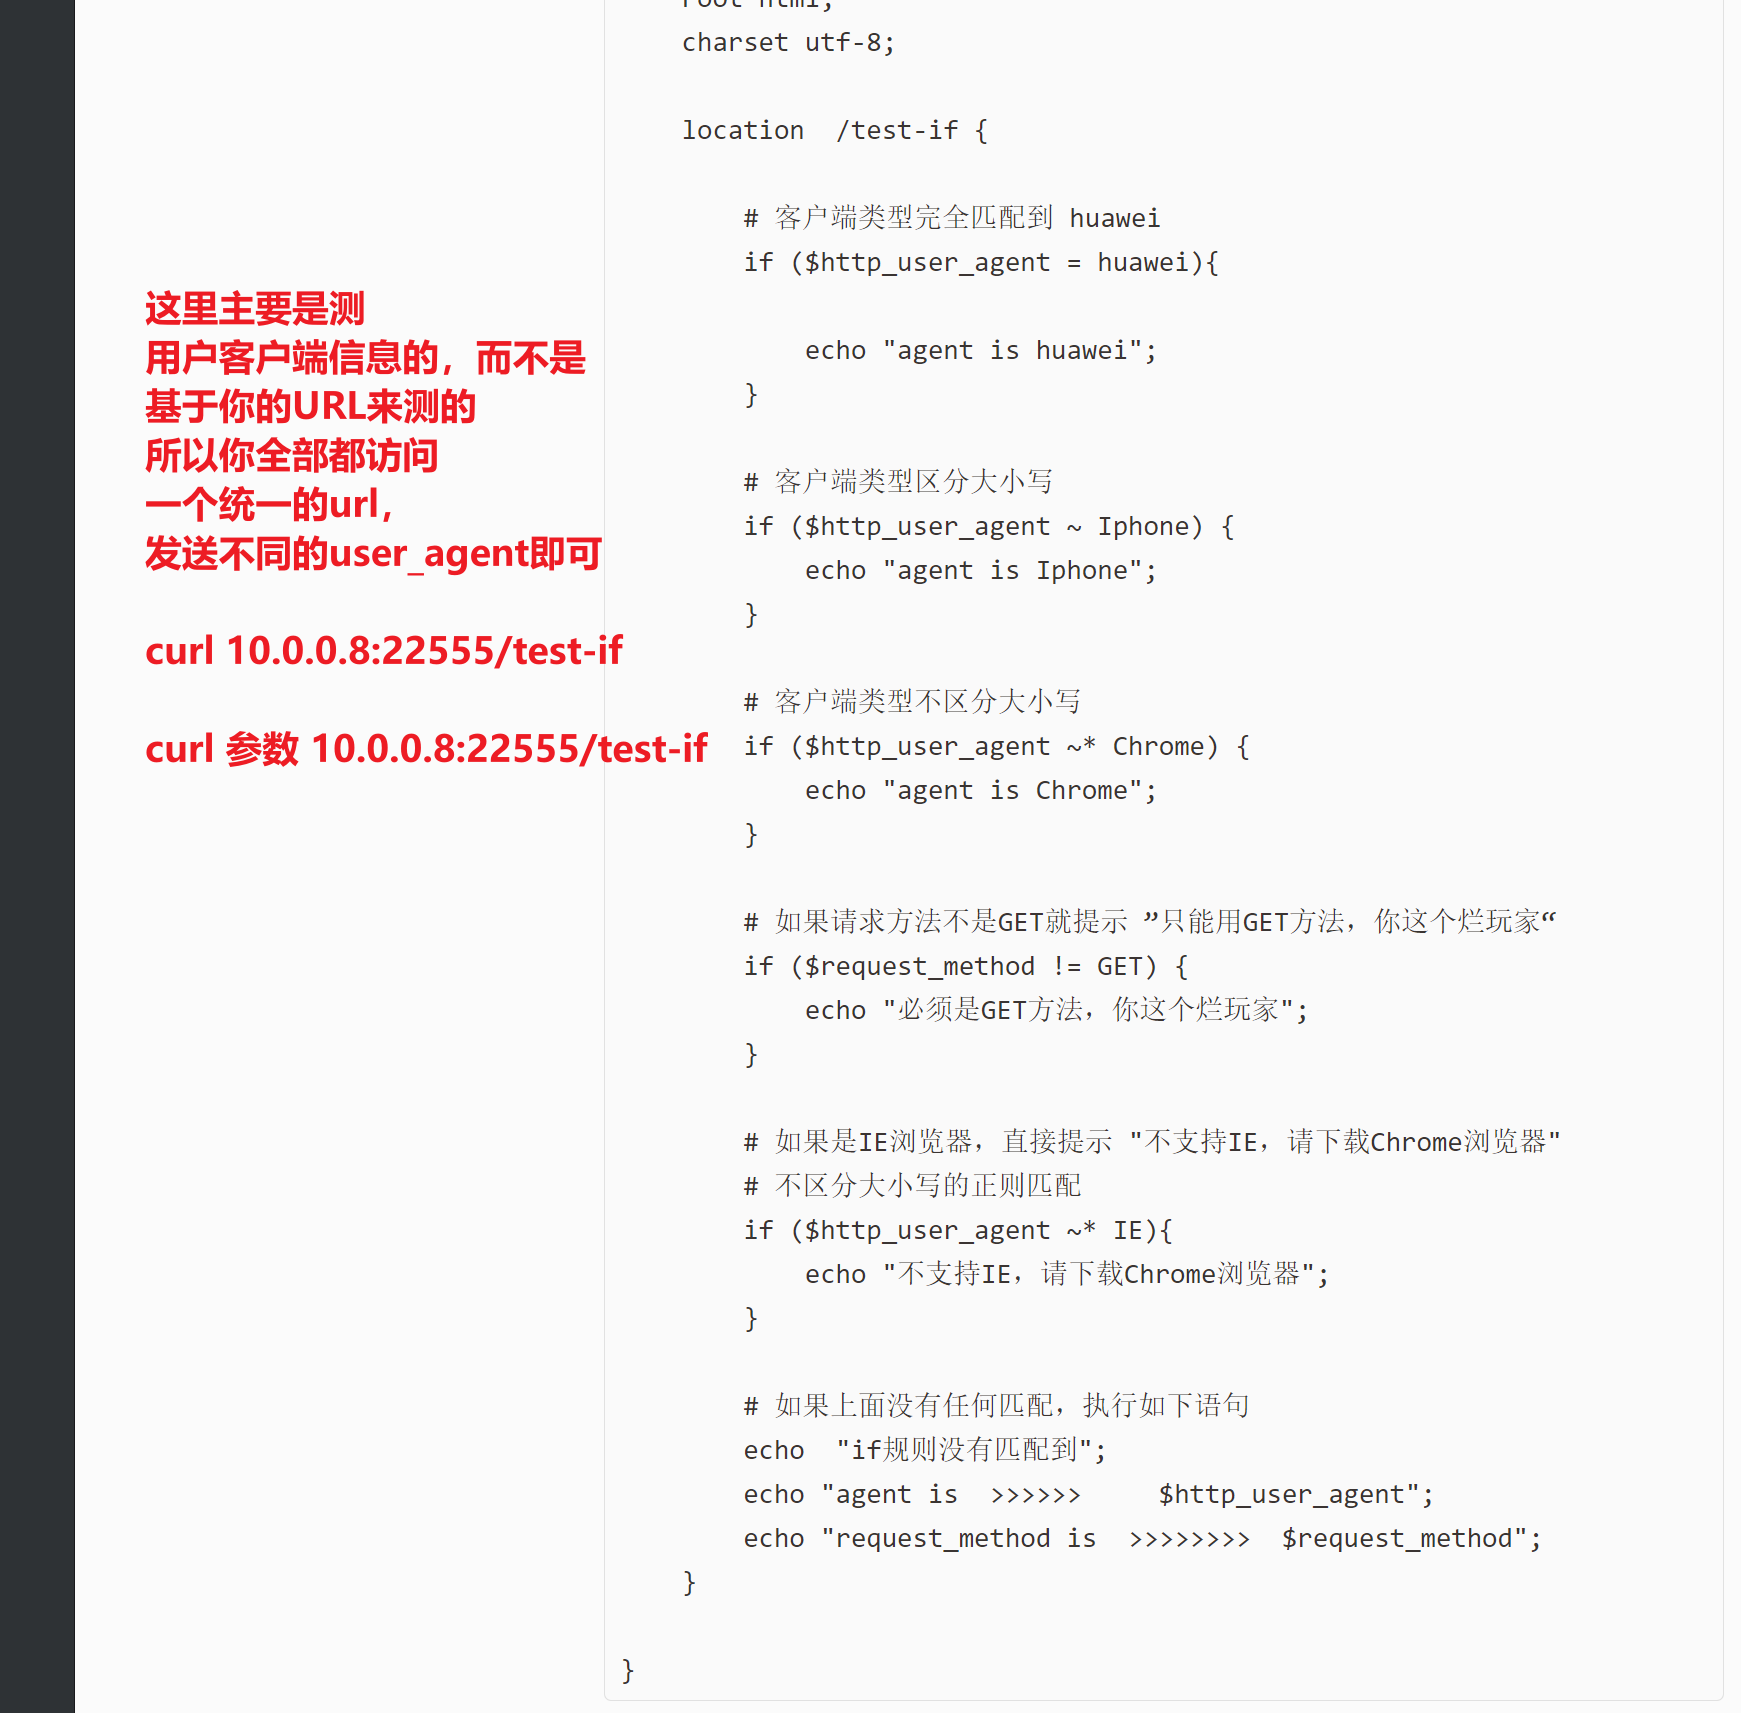 root html;
charset utf-8;
location  /test-if {
# 客户端类型完全匹配到 huawei
if ($http_user_agent = huawei){
echo "agent is huawei";
}
# 客户端类型区分大小写
if ($http_user_agent ~ Iphone) {
echo "agent is Iphone";
}
# 客户端类型不区分大小写
if ($http_user_agent ~* Chrome) {
echo "agent is Chrome";
}
# 如果请求方法不是GET就提示 ”只能用GET方法，你这个烂玩家“
if ($request_method != GET) {
echo "必须是GET方法，你这个烂玩家";
}
# 如果是IE浏览器，直接提示 "不支持IE，请下载Chrome浏览器"
# 不区分大小写的正则匹配
if ($http_user_agent ~* IE){
echo "不支持IE，请下载Chrome浏览器";
}
# 如果上面没有任何匹配，执行如下语句
echo  "if规则没有匹配到";
echo "agent is  >>>>>>     $http_user_agent";
echo "request_method is  >>>>>>>>  $request_method";
}
}
这里主要是测
用户客户端信息的，而不是
基于你的URL来测的
所以你全部都访问
一个统一的url，
发送不同的user_agent即可
curl 10.0.0.8:22555/test-if
curl 参数 10.0.0.8:22555/test-if